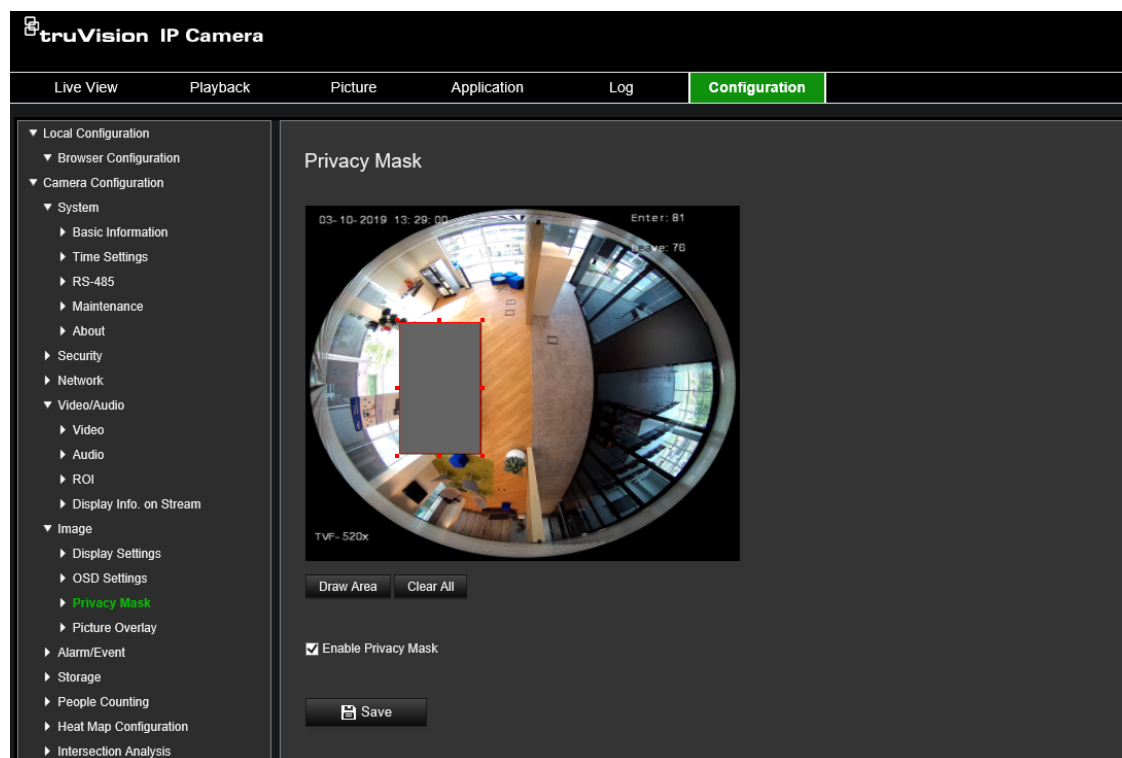 truVision IP Camera
Live View Playback Picture Application Log Configuration
Local Configuration
Browser Configuration
Camera Configuration
System
Basic Information
Time Settings
RS-485
Maintenance
About
Security
Network
Video/Audio
Video
Audio
ROI
Display Info. on Stream
Image
Display Settings
OSD Settings
Privacy Mask
Picture Overlay
Alarm/Event
Storage
People Counting
Heat Map Configuration
Intersection Analysis
Privacy Mask
03-10-2019 13:29:00 Enter: 81
Leave: 76
TVF-520x
Draw Area Clear All
Enable Privacy Mask
Save